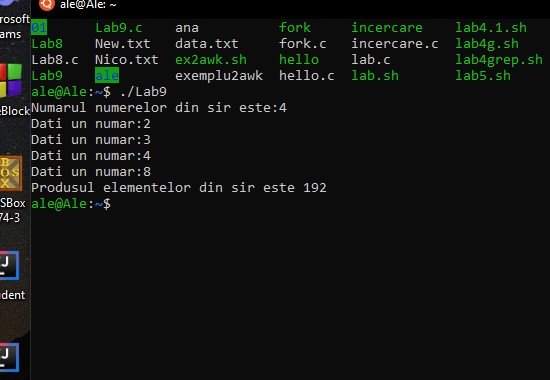 ale@Ale: ~
01 Lab9.c ana fork incercare lab4.1.sh
Lab8 New.txt data.txt fork.c incercare.c lab4g.sh
Lab8.c Nico.txt ex2awk.sh hello lab.c lab4grep.sh
Lab9 ale exemplu2awk hello.c lab.sh lab5.sh
ale@Ale:~$ ./Lab9
Numarul numerelor din sir este:4
Dati un numar:2
Dati un numar:3
Dati un numar:4
Dati un numar:8
Produsul elementelor din sir este 192
ale@Ale:~$
rosoft
ams
eBlock
SBox
74-3
dent